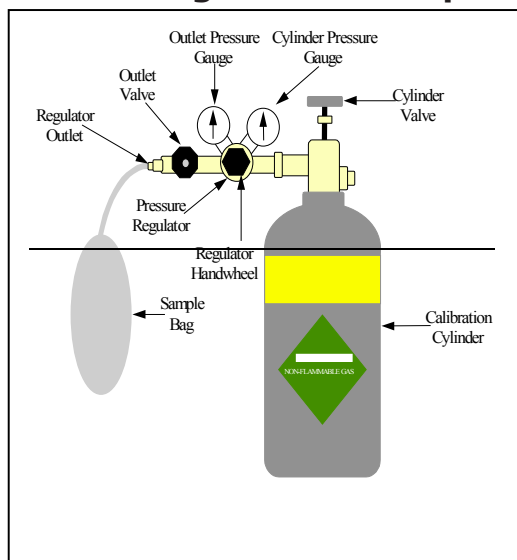 Outlet Pressure
Gauge
Cylinder Pressure
Gauge
Outlet
Valve
Cylinder
Valve
Regulator
Outlet
Pressure
Regulator
Regulator
Handwheel
Sample
Bag
Calibration
Cylinder
NON-FLAMMABLE GAS